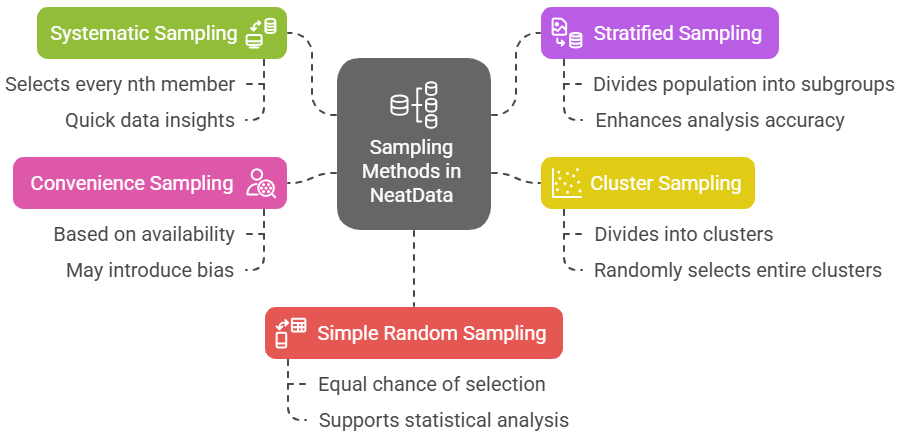 Systematic Sampling
Selects every nth member
Quick data insights
Stratified Sampling
Divides population into subgroups
Enhances analysis accuracy
Sampling
Methods in
NeatData
Convenience Sampling
Based on availability
May introduce bias
Cluster Sampling
Divides into clusters
Randomly selects entire clusters
Simple Random Sampling
Equal chance of selection
Supports statistical analysis